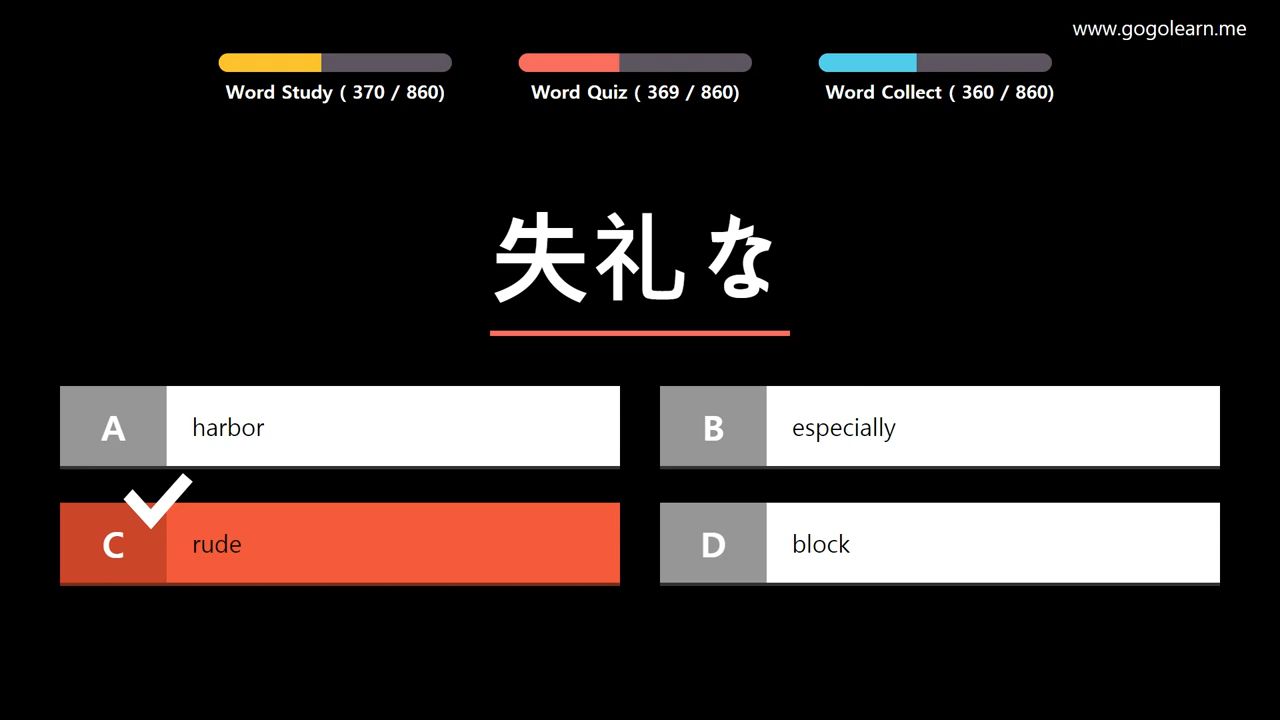 www.gogolearn.me
Word Study ( 370 / 860)
Word Quiz ( 369 / 860)
Word Collect ( 360 / 860)
失礼な
A harbor
B especially
C rude
D block